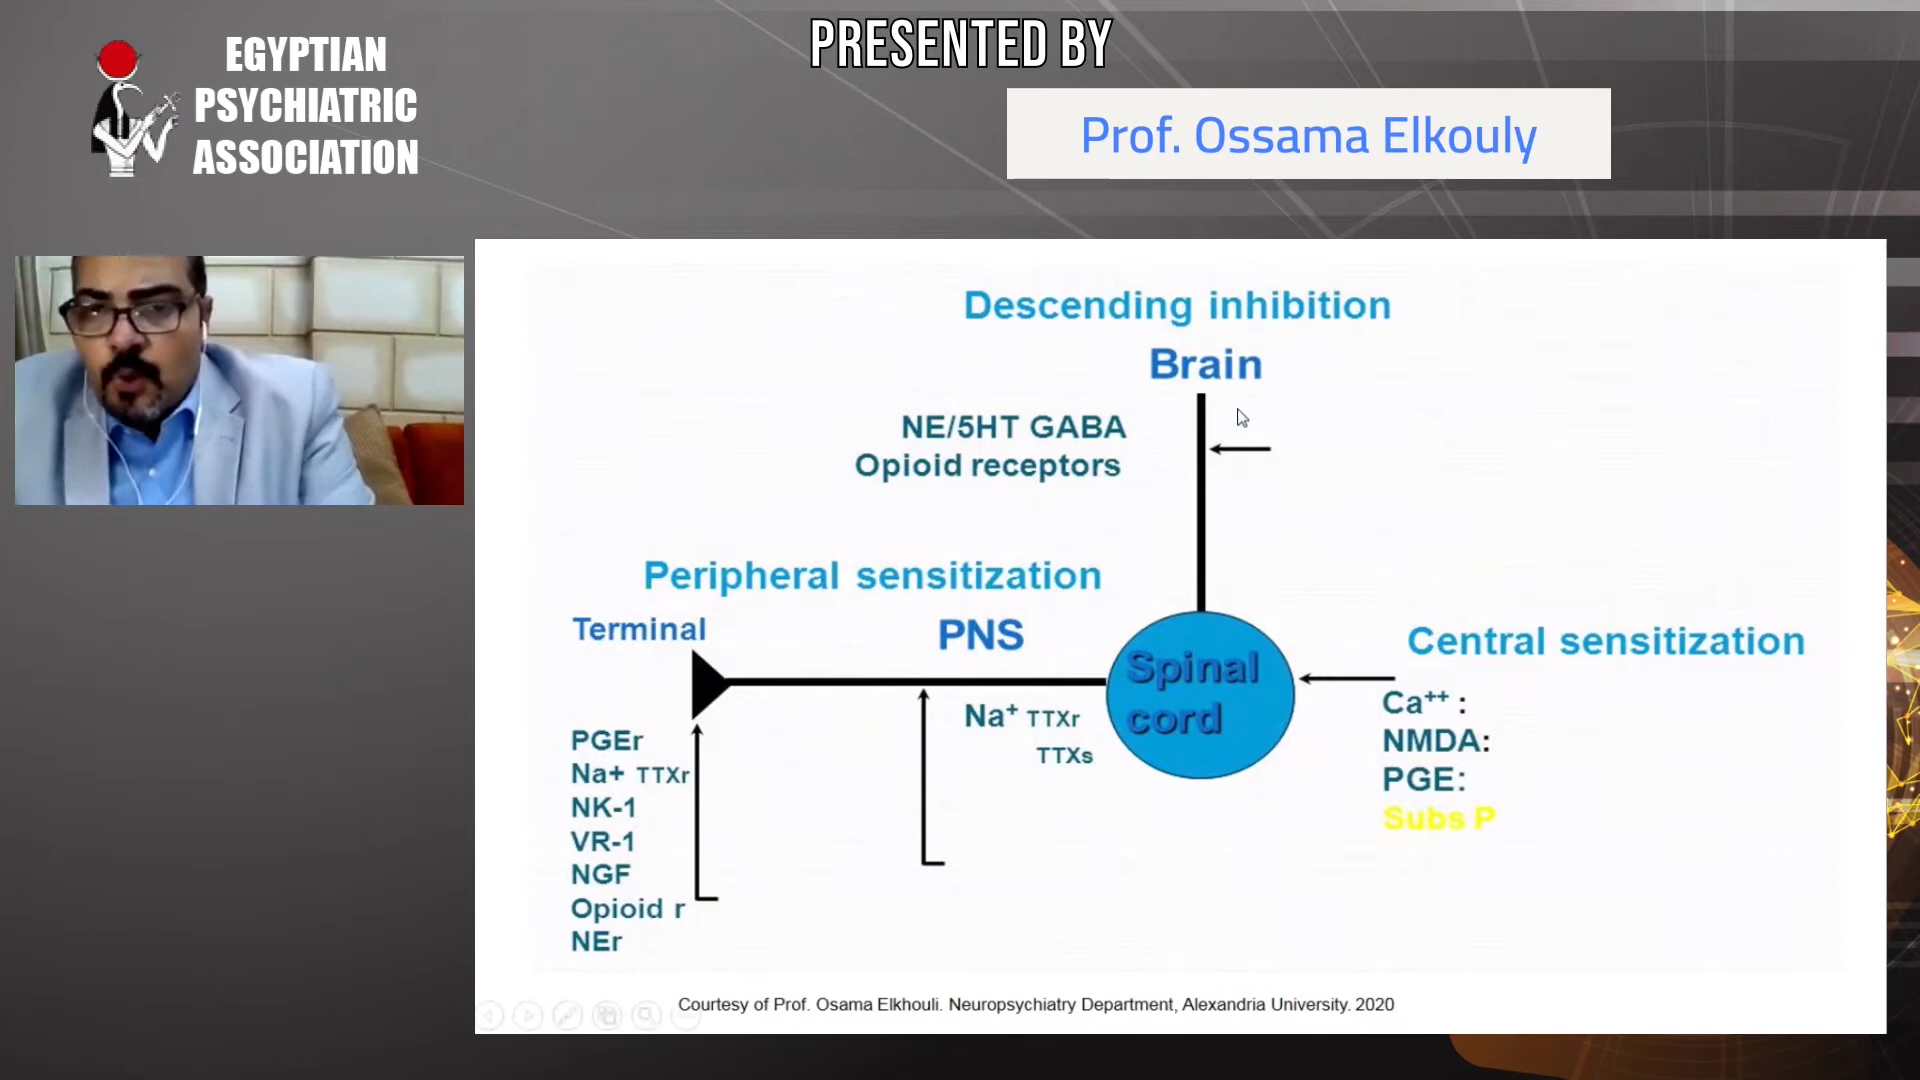 PRESENTED BY
EGYPTIAN
PSYCHIATRIC
ASSOCIATION
Prof. Ossama Elkouly
Descending inhibition
Brain
NE/5HT GABA
Opioid receptors
Peripheral sensitization
Terminal
PNS
Spinal
cord
Central sensitization
Na+ TTXr
TTXs
Ca++ :
NMDA:
PGE:
Subs P
PGEr
Na+ TTXr
NK-1
VR-1
NGF
Opioid r
NEr
Courtesy of Prof. Osama Elkhouli. Neuropsychiatry Department, Alexandria University. 2020